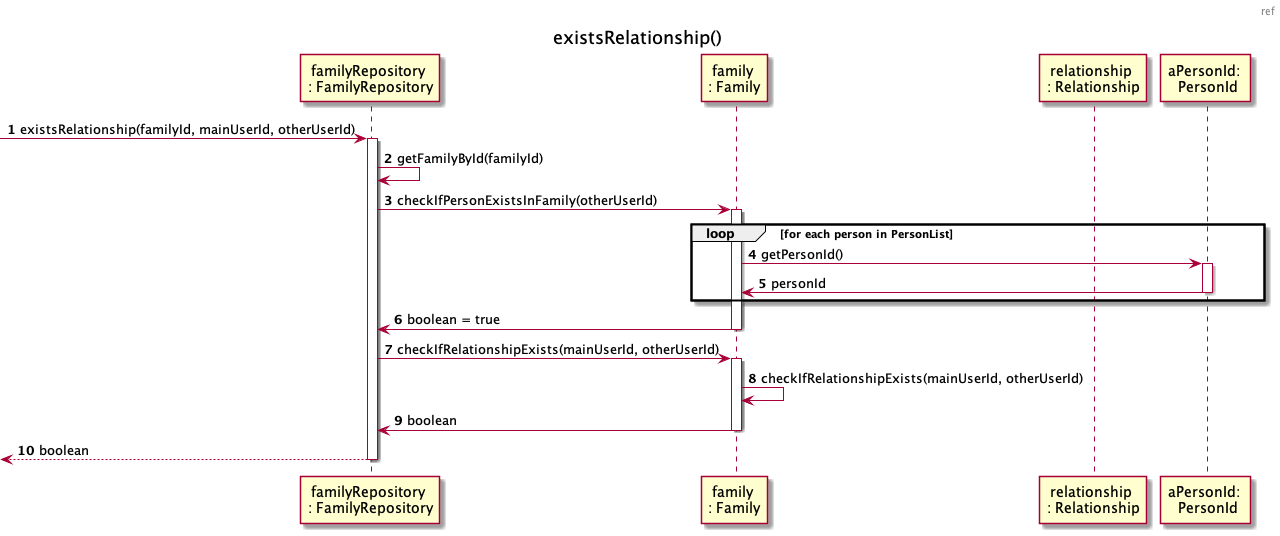 ref
existsRelationship()
familyRepository
: FamilyRepository
family
: Family
relationship
: Relationship
aPersonId:
PersonId
1 existsRelationship(familyId, mainUserId, otherUserId)
2 getFamilyById(familyId)
3 checkIfPersonExistsInFamily(otherUserId)
loop [for each person in PersonList]
4 getPersonId()
5 personId
6 boolean = true
7 checkIfRelationshipExists(mainUserId, otherUserId)
8 checkIfRelationshipExists(mainUserId, otherUserId)
9 boolean
10 boolean
familyRepository
: FamilyRepository
family
: Family
relationship
: Relationship
aPersonId:
PersonId